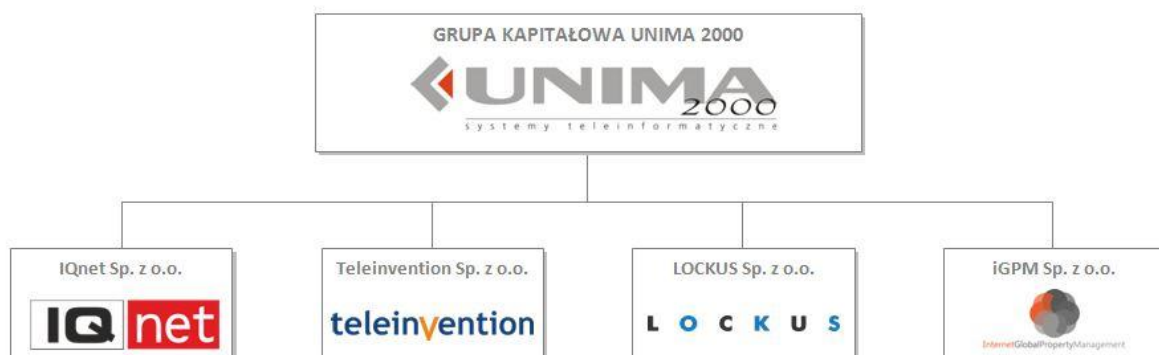 GRUPA KAPITAŁOWA UNIMA 2000
UNIMA
2000
systemy teleinformatyczne
IQnet Sp. z o.o.
IQ net
Teleinvention Sp. z o.o.
teleinvention
LOCKUS Sp. z o.o.
LOCKUS
iGPM Sp. z o.o.
InternetGlobalPropertyManagement